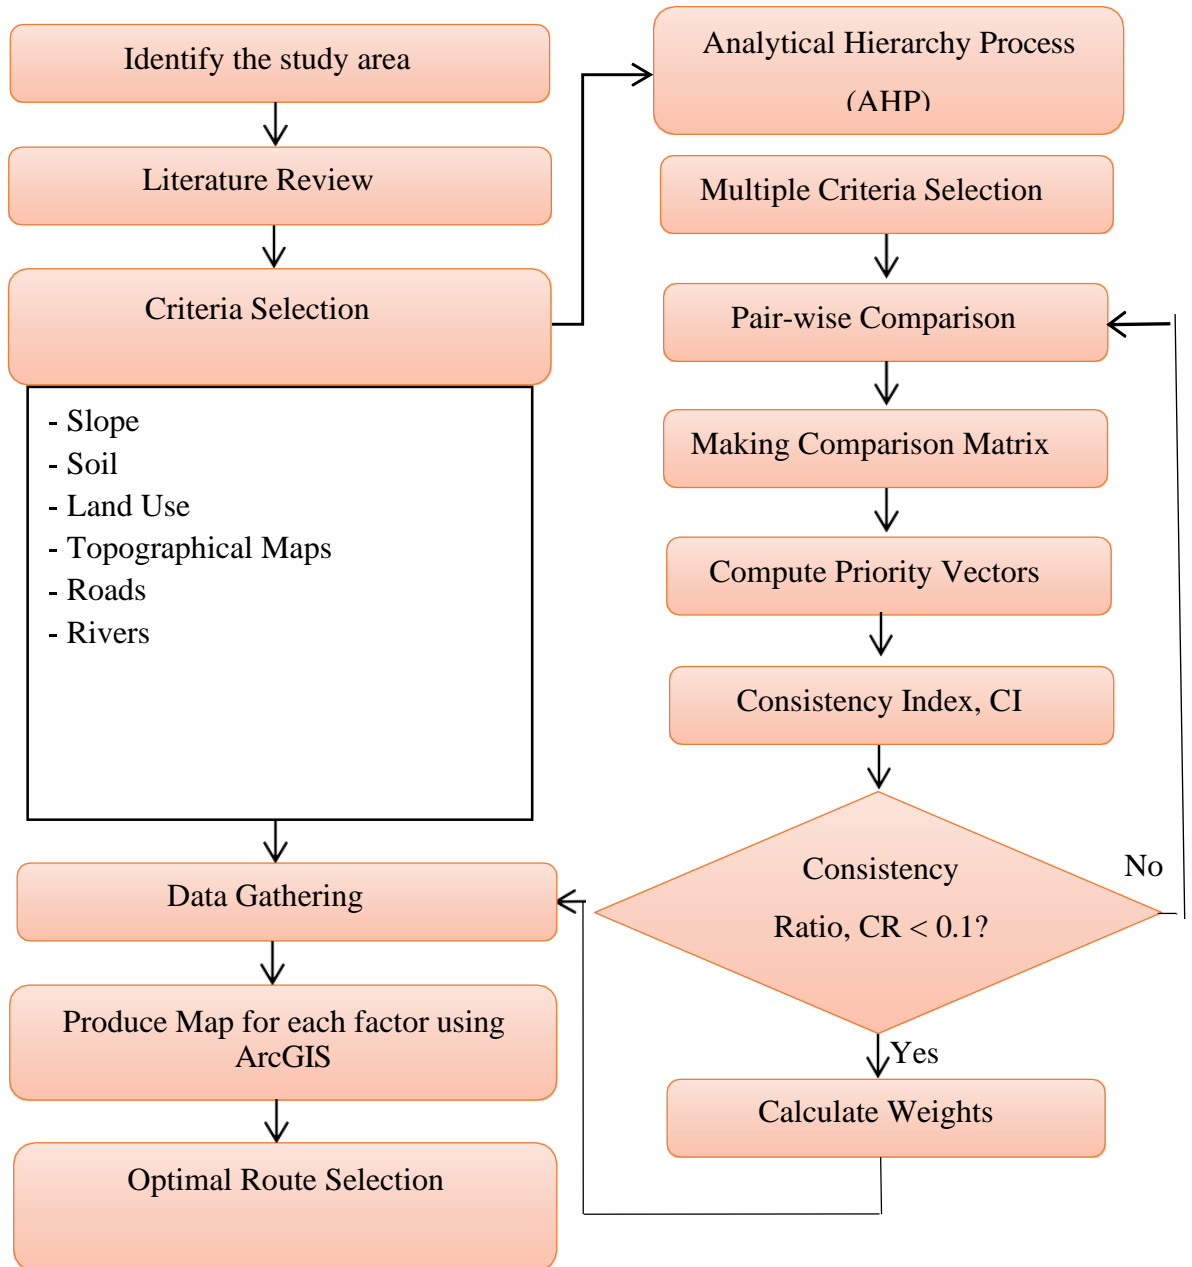 Identify the study area
Literature Review
Criteria Selection
- Slope
- Soil
- Land Use
- Topographical Maps
- Roads
- Rivers
Data Gathering
Produce Map for each factor using
ArcGIS
Optimal Route Selection
Analytical Hierarchy Process
(AHP)
Multiple Criteria Selection
Pair-wise Comparison
Making Comparison Matrix
Compute Priority Vectors
Consistency Index, CI
Consistency
Ratio, CR < 0.1?
No
Yes
Calculate Weights